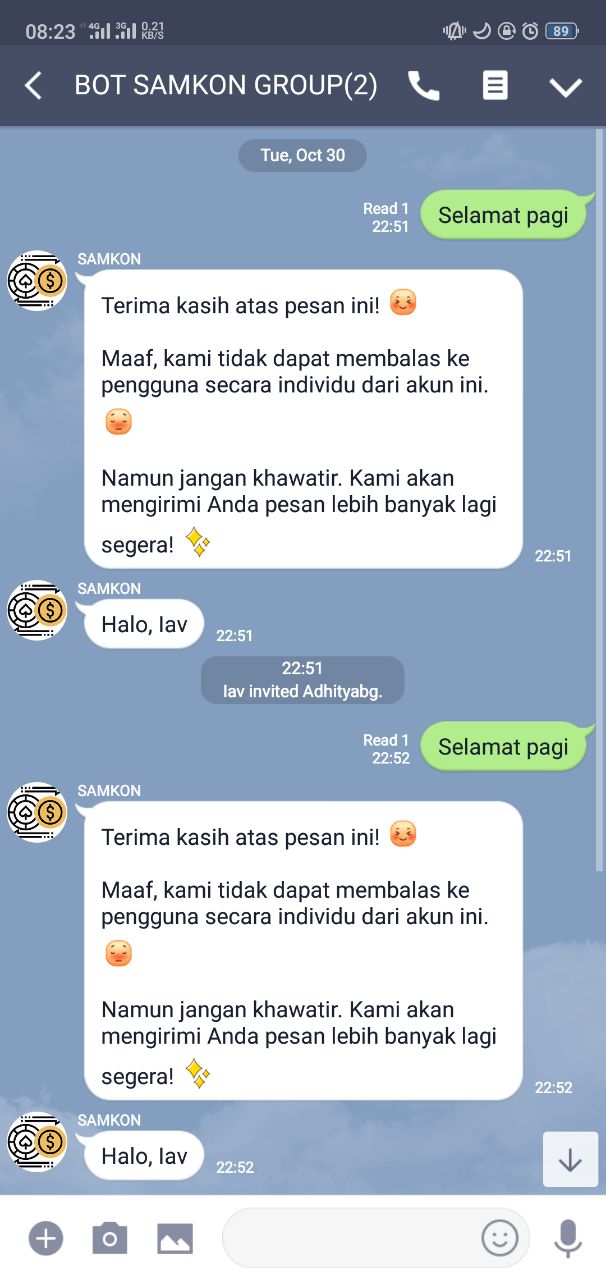 08:23 4G 3G 0.21 KB/S 89
BOT SAMKON GROUP(2)
Tue, Oct 30
Read 1
22:51
Selamat pagi
SAMKON
Terima kasih atas pesan ini!
Maaf, kami tidak dapat membalas ke
pengguna secara individu dari akun ini.
Namun jangan khawatir. Kami akan
mengirimi Anda pesan lebih banyak lagi
segera!
22:51
SAMKON
Halo, Iav
22:51
22:51
Iav invited Adhityabg.
Read 1
22:52
Selamat pagi
SAMKON
Terima kasih atas pesan ini!
Maaf, kami tidak dapat membalas ke
pengguna secara individu dari akun ini.
Namun jangan khawatir. Kami akan
mengirimi Anda pesan lebih banyak lagi
segera!
22:52
SAMKON
Halo, Iav
22:52